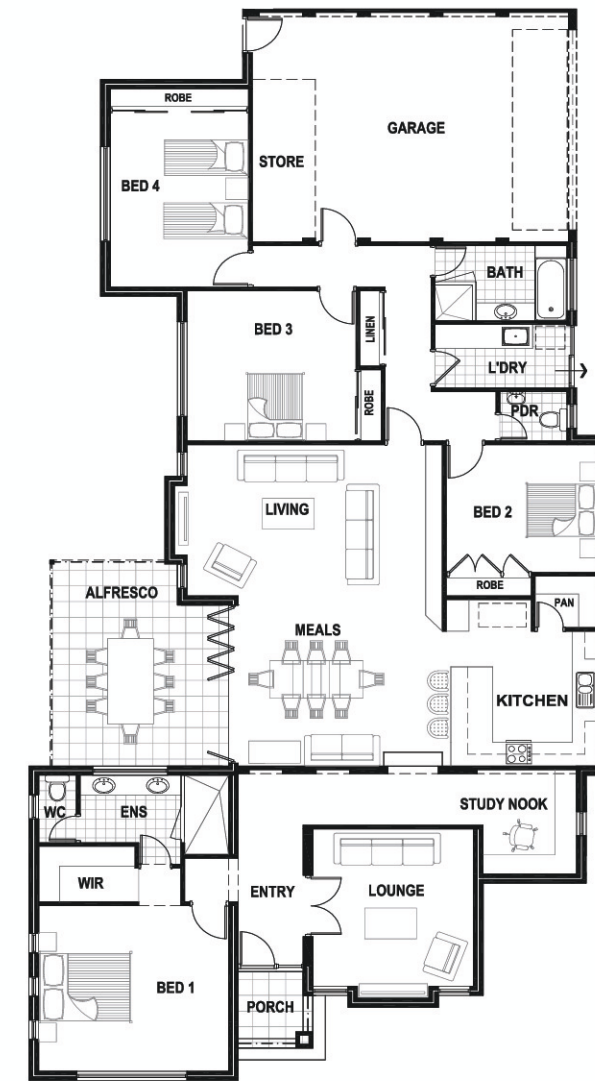 ROBE
GARAGE
STORE
BED 4
BATH
BED 3
LINEN
L'DRY
ROBE
PDR
LIVING
BED 2
ROBE
ALFRESCO
PAN
MEALS
KITCHEN
STUDY NOOK
WC
ENS
WIR
ENTRY
LOUNGE
BED 1
PORCH